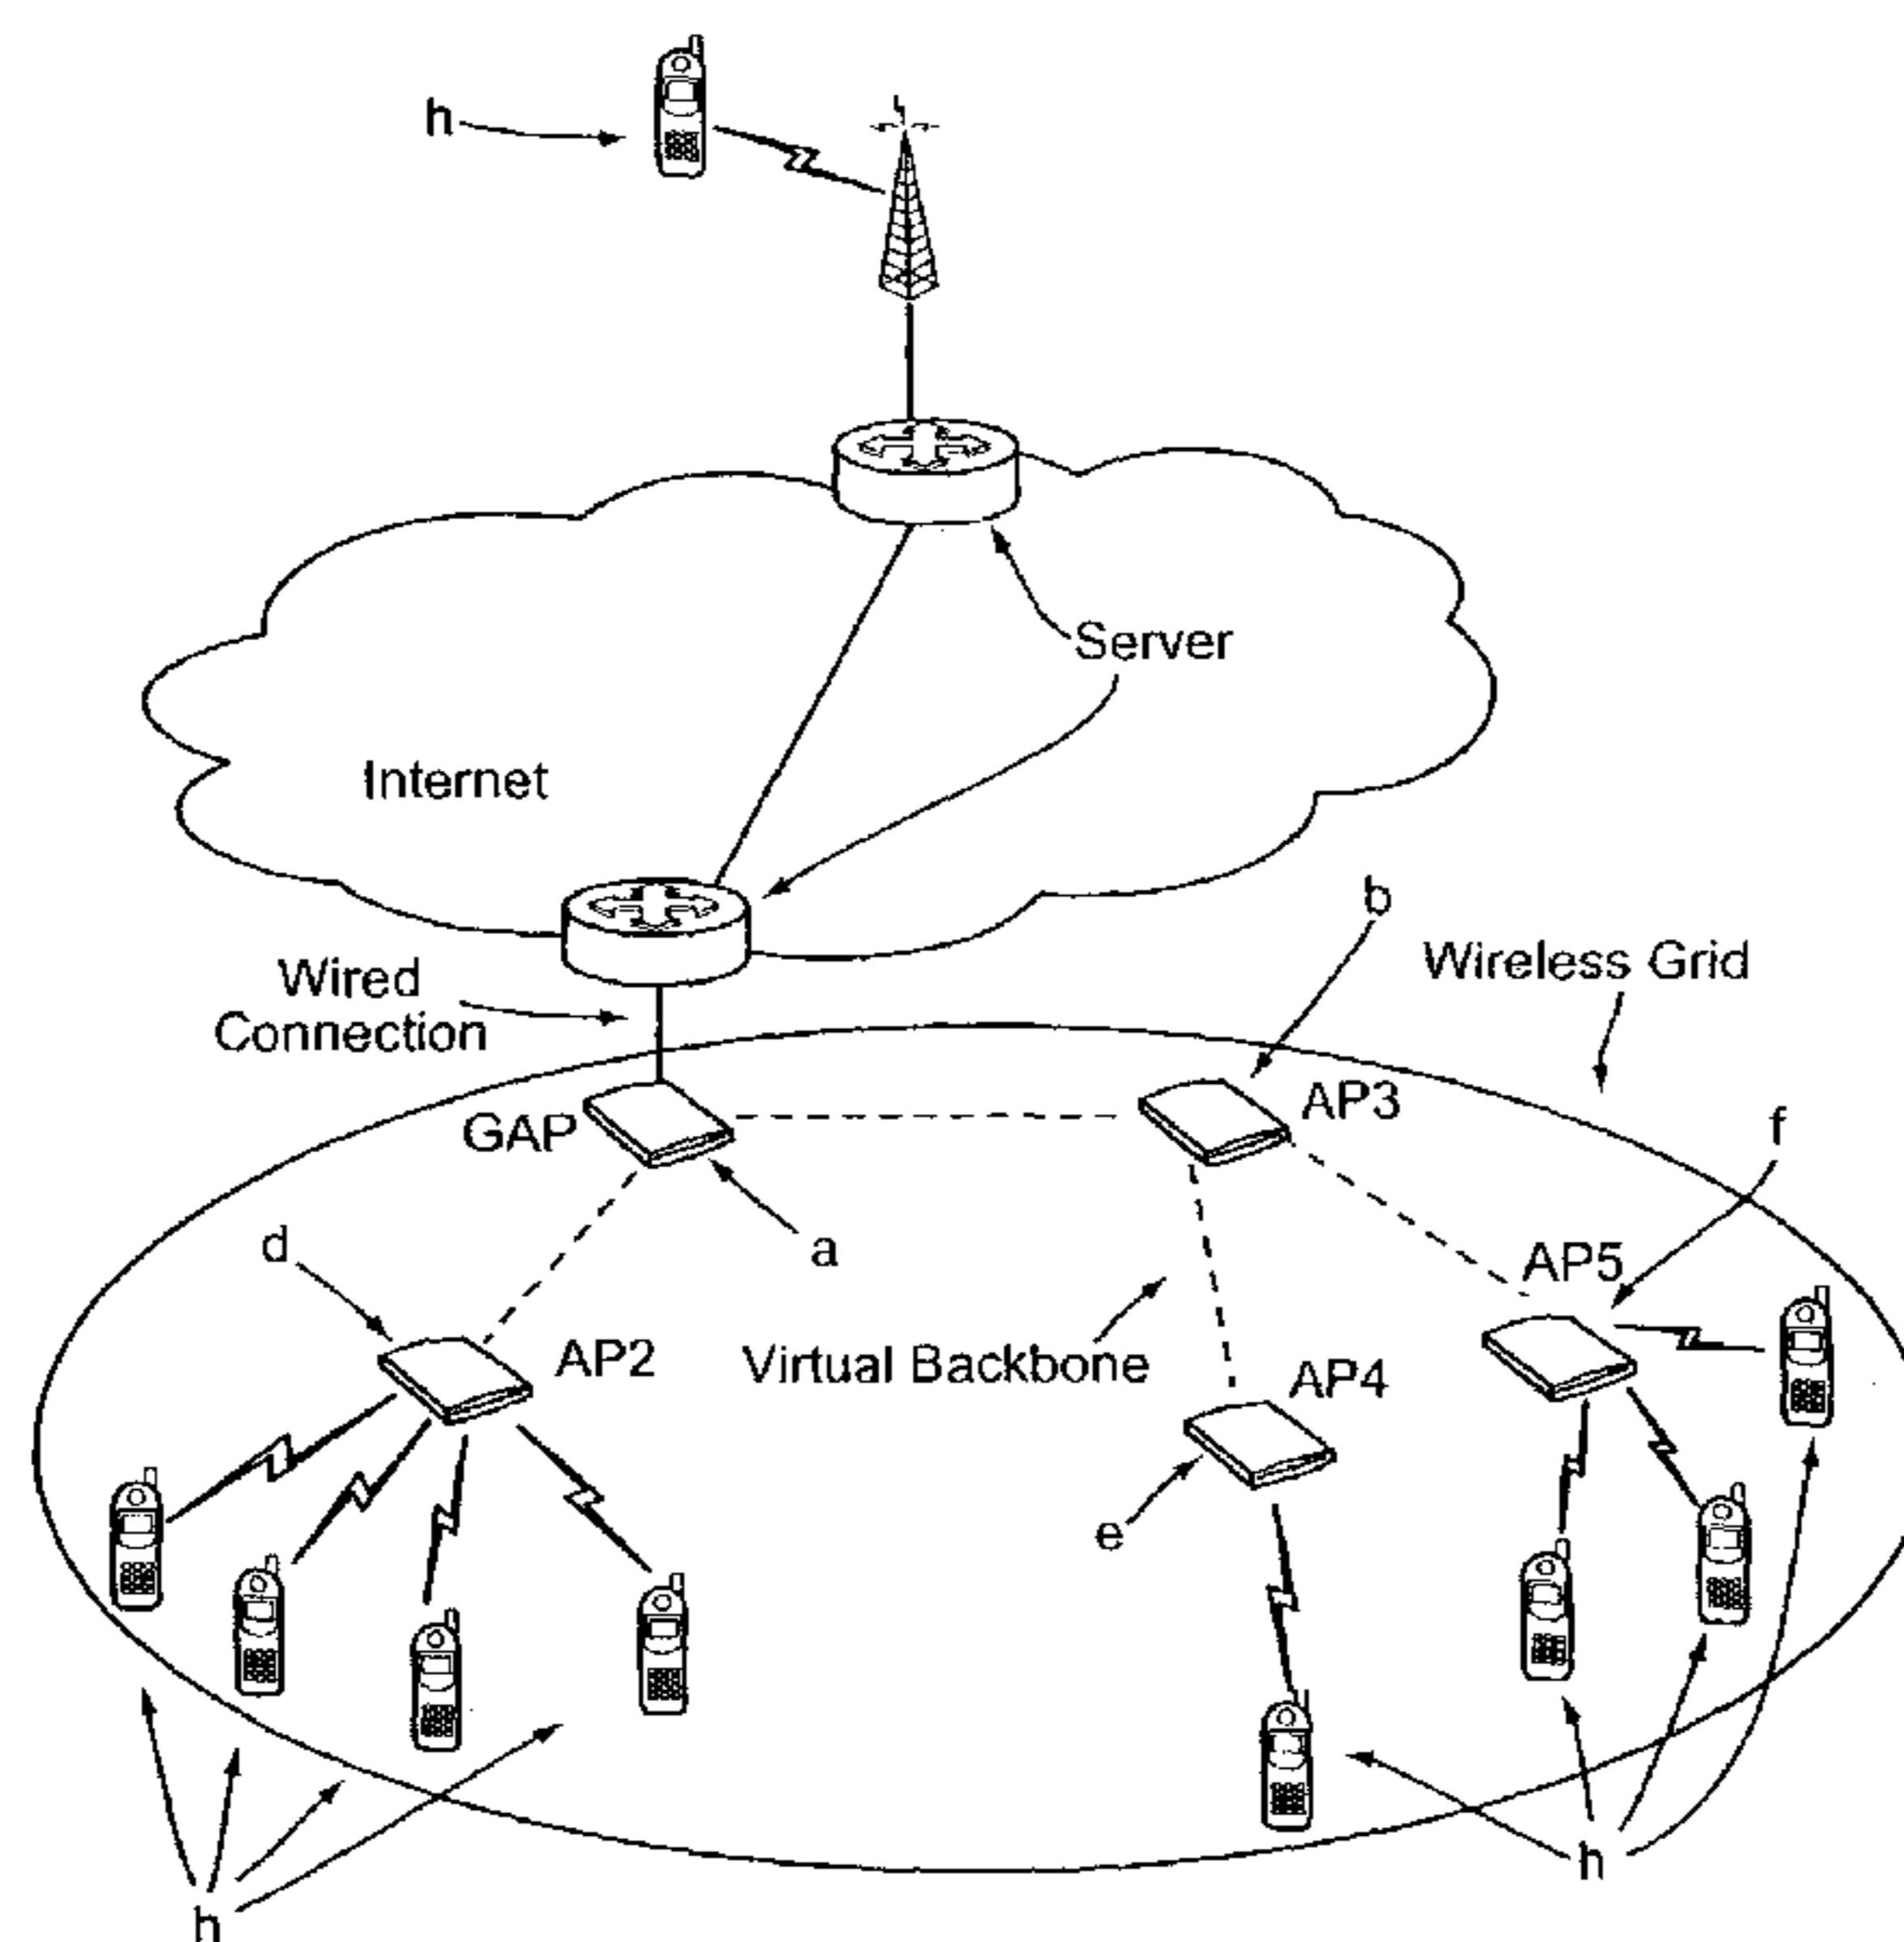 h
Server
Internet
b
Wireless Grid
Wired
Connection
AP3
GAP
f
d
a
AP5
AP2
Virtual Backbone
AP4
e
h
h